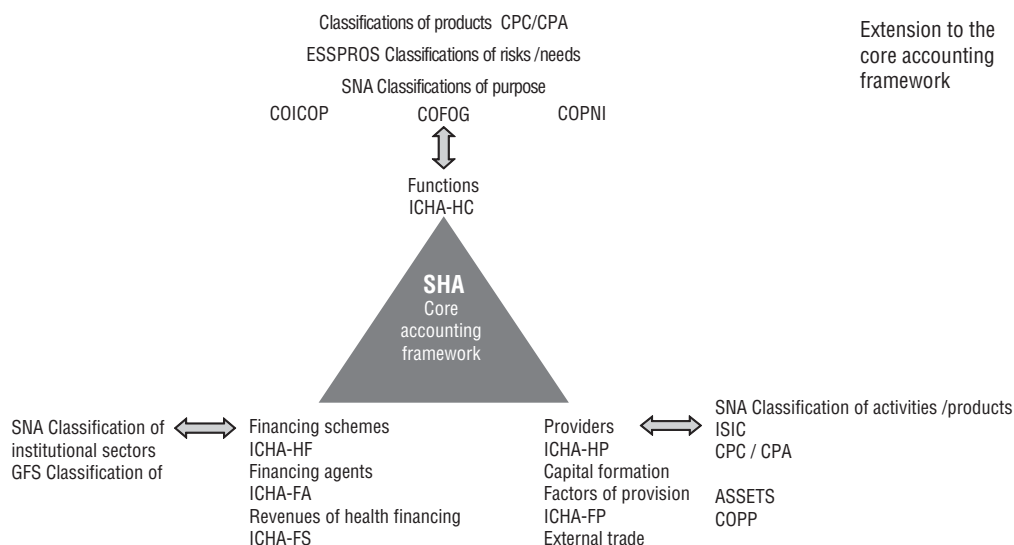 Classifications of products CPC/CPA
ESSPROS Classifications of risks /needs
SNA Classifications of purpose
COICOP COFOG COPNI
Extension to the
core accounting
framework
Functions
ICHA-HC
SHA
Core
accounting
framework
SNA Classification of
institutional sectors
GFS Classification of
Financing schemes
ICHA-HF
Financing agents
ICHA-FA
Revenues of health financing
ICHA-FS
Providers
ICHA-HP
Capital formation
Factors of provision
ICHA-FP
External trade
SNA Classification of activities /products
ISIC
CPC / CPA
ASSETS
COPP